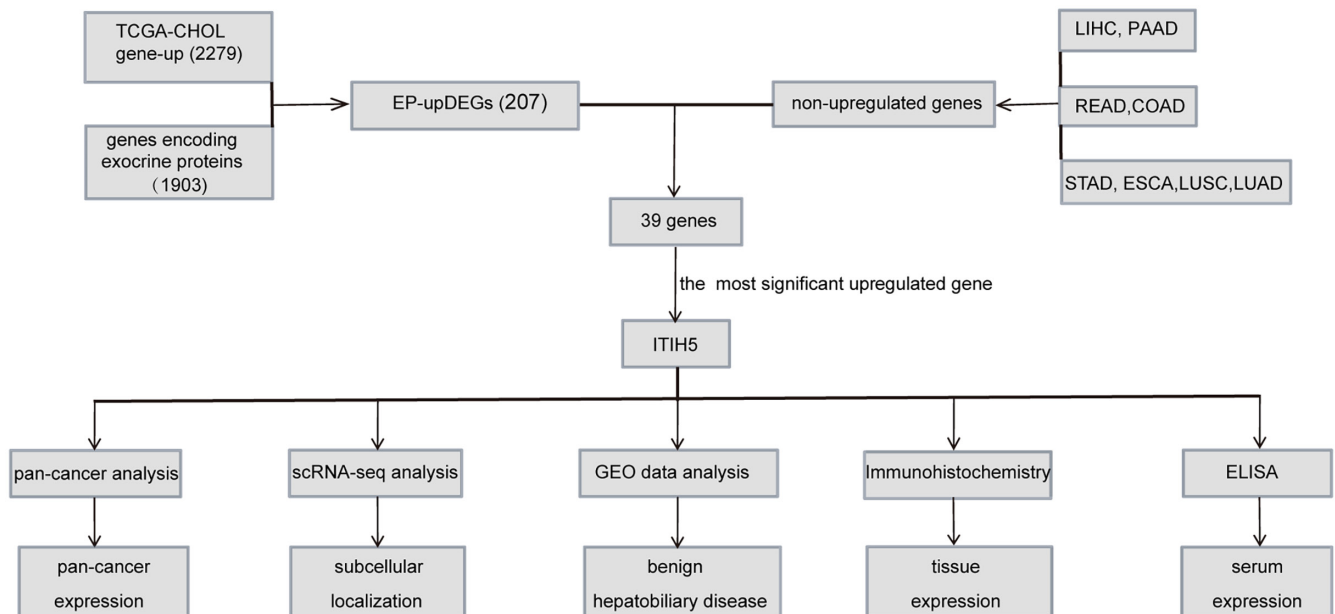 TCGA-CHOL
gene-up (2279)
genes encoding
exocrine proteins
（1903)
EP-upDEGs (207)
non-upregulated genes
LIHC, PAAD
READ,COAD
STAD, ESCA,LUSC,LUAD
39 genes
the most significant upregulated gene
ITIH5
pan-cancer analysis
scRNA-seq analysis
GEO data analysis
Immunohistochemistry
ELISA
pan-cancer
expression
subcellular
localization
benign
hepatobiliary disease
tissue
expression
serum
expression